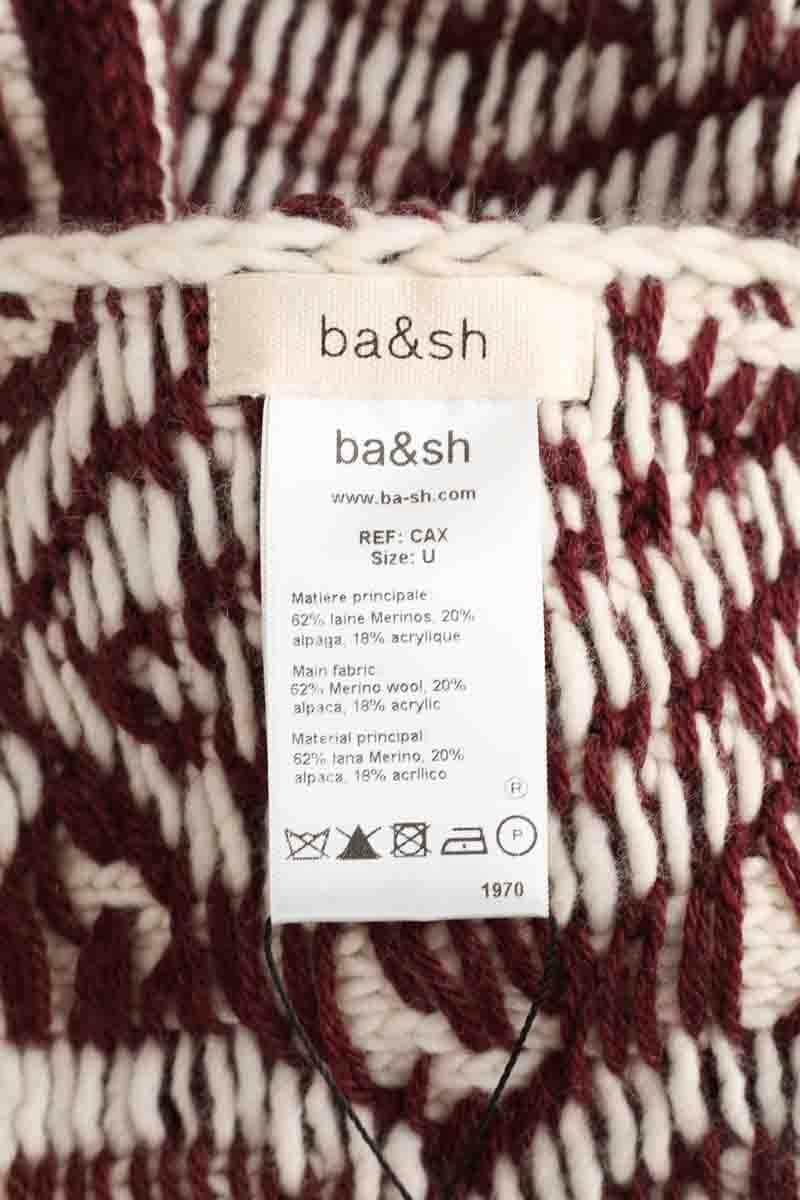 ba&sh
ba&sh
www.ba-sh.com
REF: CAX
Size: U
Matière principale:
62% laine Merinos, 20%
alpaga, 18% acrylique
Main fabric:
62% Merino wool, 20%
alpaca, 18% acrylic
Material principal:
62% lana Merino, 20%
alpaca, 18% acrílico
R
P
1970